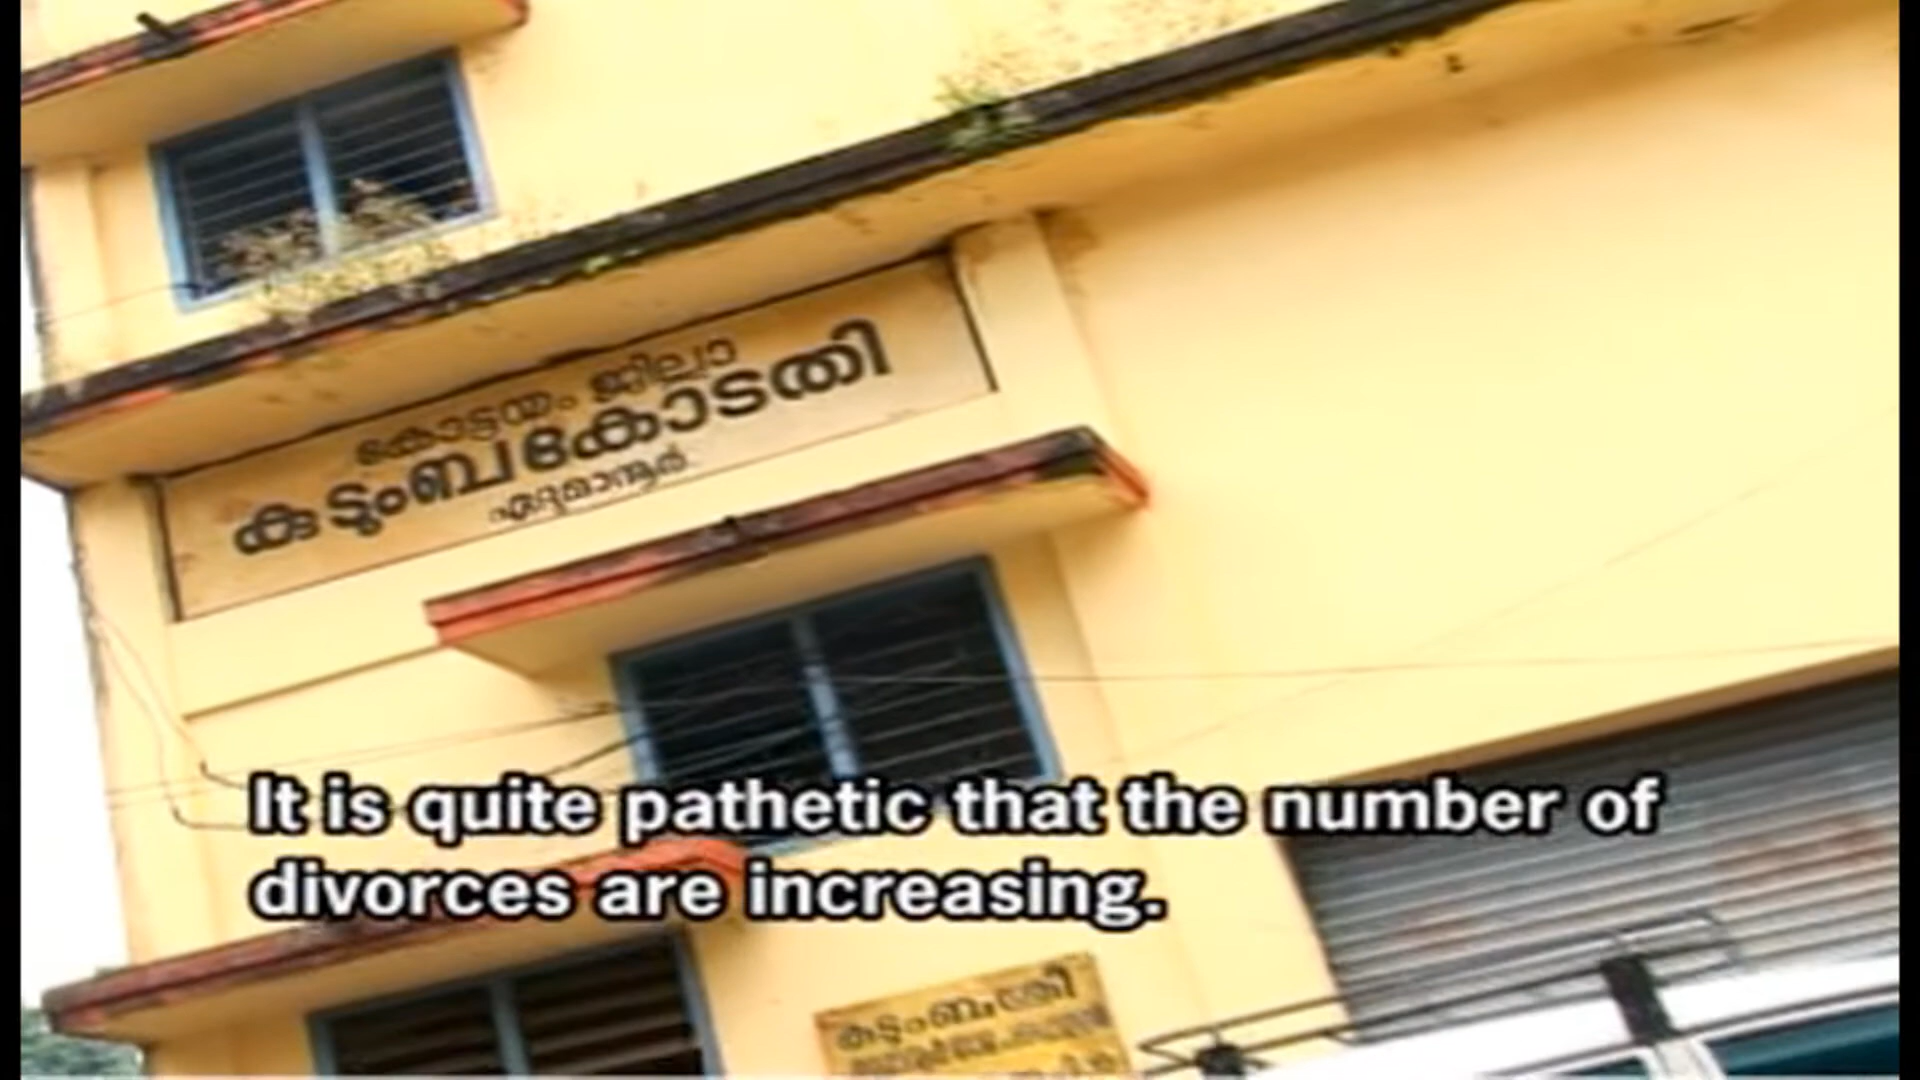 കോട്ടയം ജില്ലാ
കുടുംബകോടതി
ഏറ്റുമാനൂർ
It is quite pathetic that the number of
divorces are increasing.